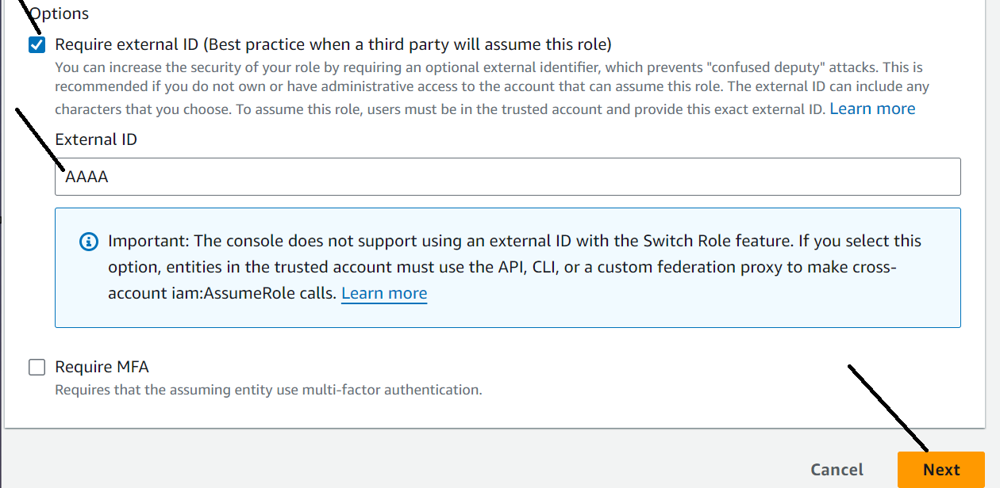 Options
Require external ID (Best practice when a third party will assume this role)
You can increase the security of your role by requiring an optional external identifier, which prevents "confused deputy" attacks. This is
recommended if you do not own or have administrative access to the account that can assume this role. The external ID can include any
characters that you choose. To assume this role, users must be in the trusted account and provide this exact external ID. Learn more
External ID
AAAA
Important: The console does not support using an external ID with the Switch Role feature. If you select this
option, entities in the trusted account must use the API, CLI, or a custom federation proxy to make cross-
account iam:AssumeRole calls. Learn more
Require MFA
Requires that the assuming entity use multi-factor authentication.
Cancel Next